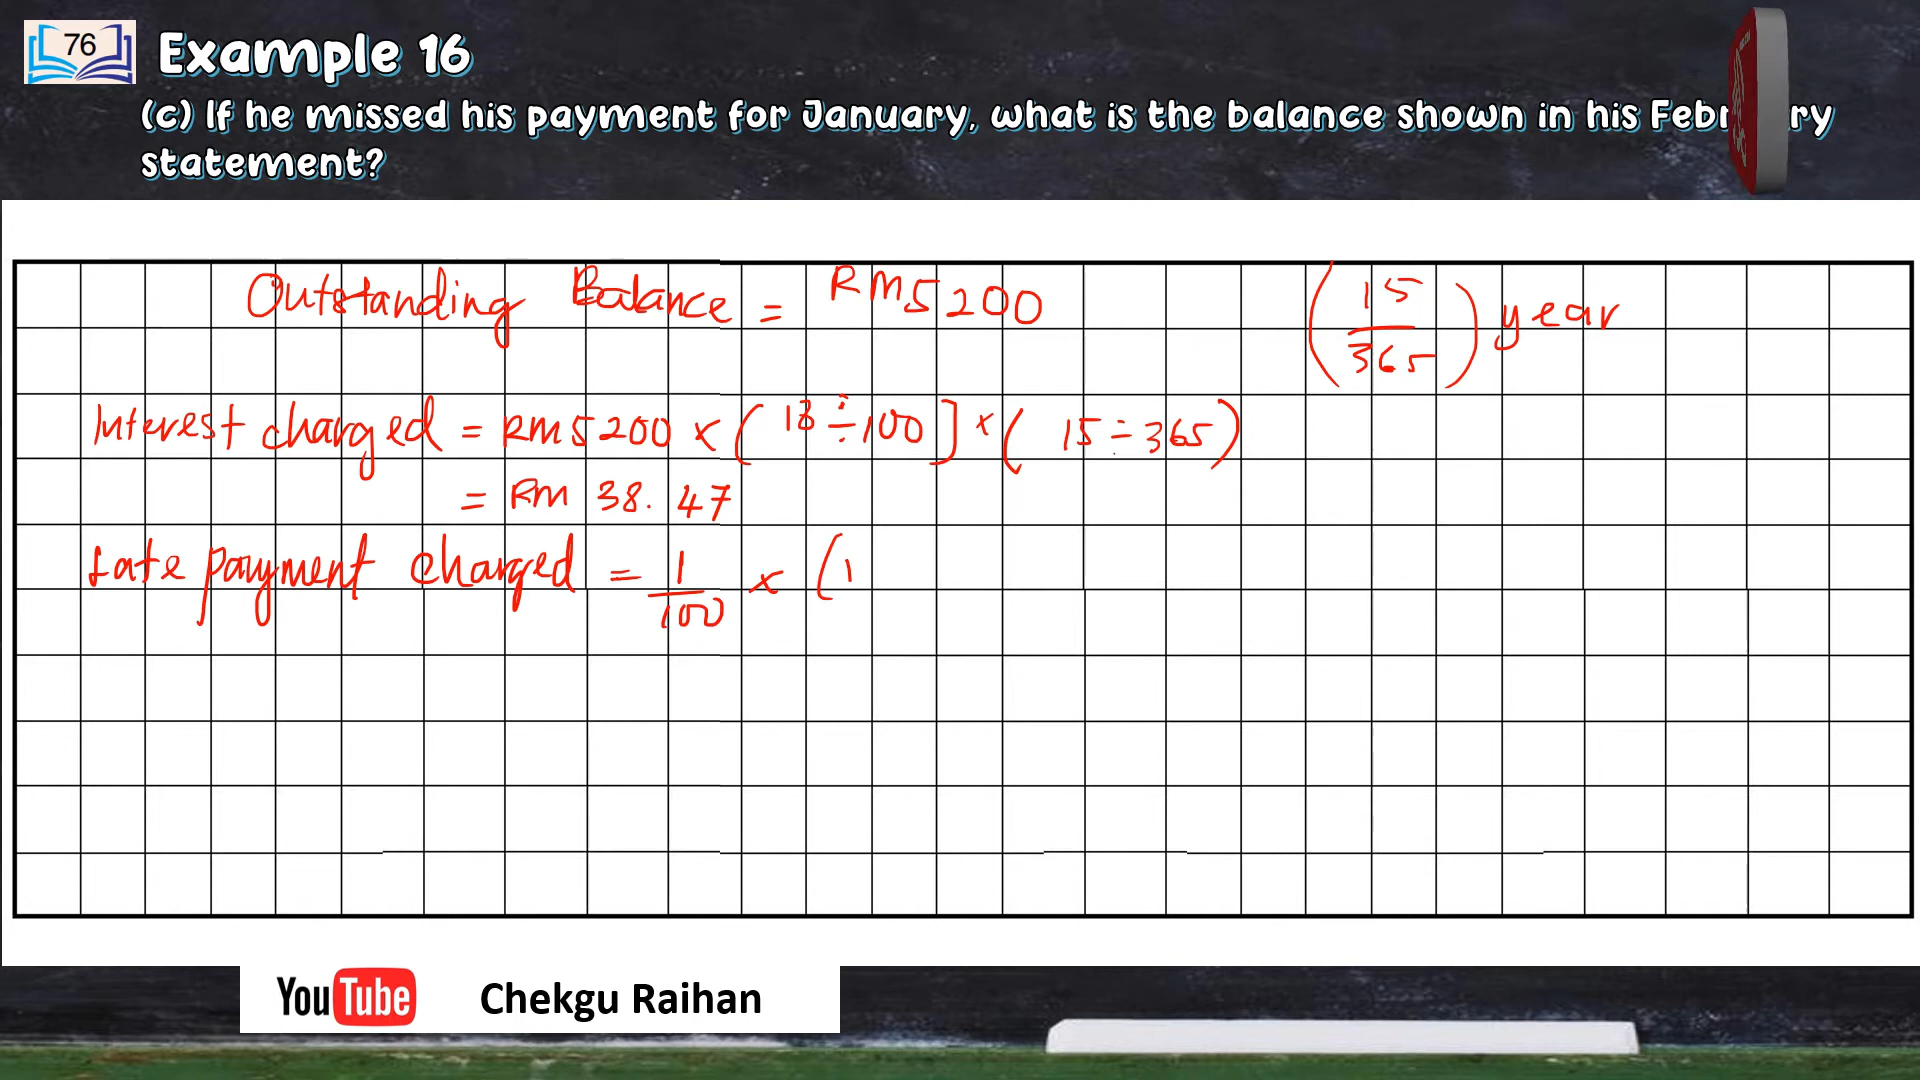 76
Example 16
(c) If he missed his payment for January, what is the balance shown in his Febr ry
statement?
Outstanding Balance = RM5200
(15/365) year
Interest charged = RM5200 × (18 ÷ 100] × ( 15 ÷ 365)
= RM 38.47
Late payment charged = 1/100 × (1
YouTube Chekgu Raihan